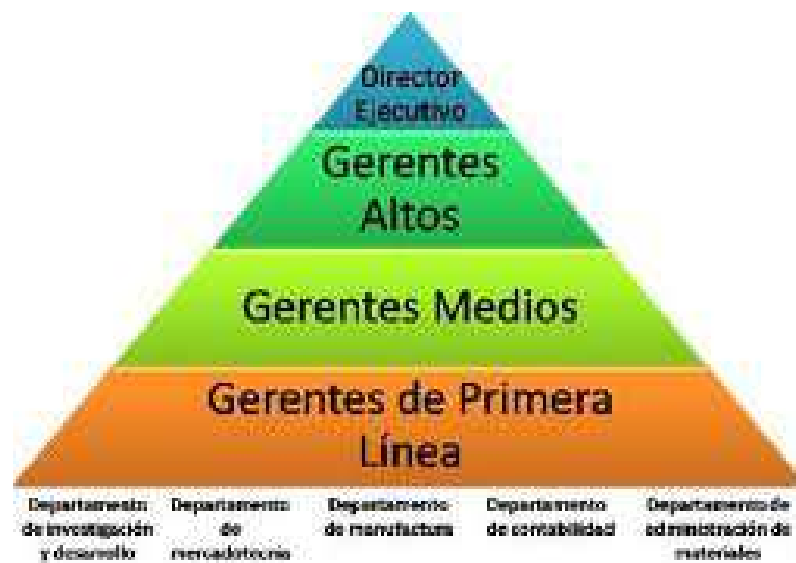 Director
Ejecutivo
Gerentes
Altos
Gerentes Medios
Gerentes de Primera
Línea
Departamento
de investigación
y desarrollo
Departamento
de
mercadotecnia
Departamento
de manufactura
Departamento
de contabilidad
Departamento de
administración de
materiales